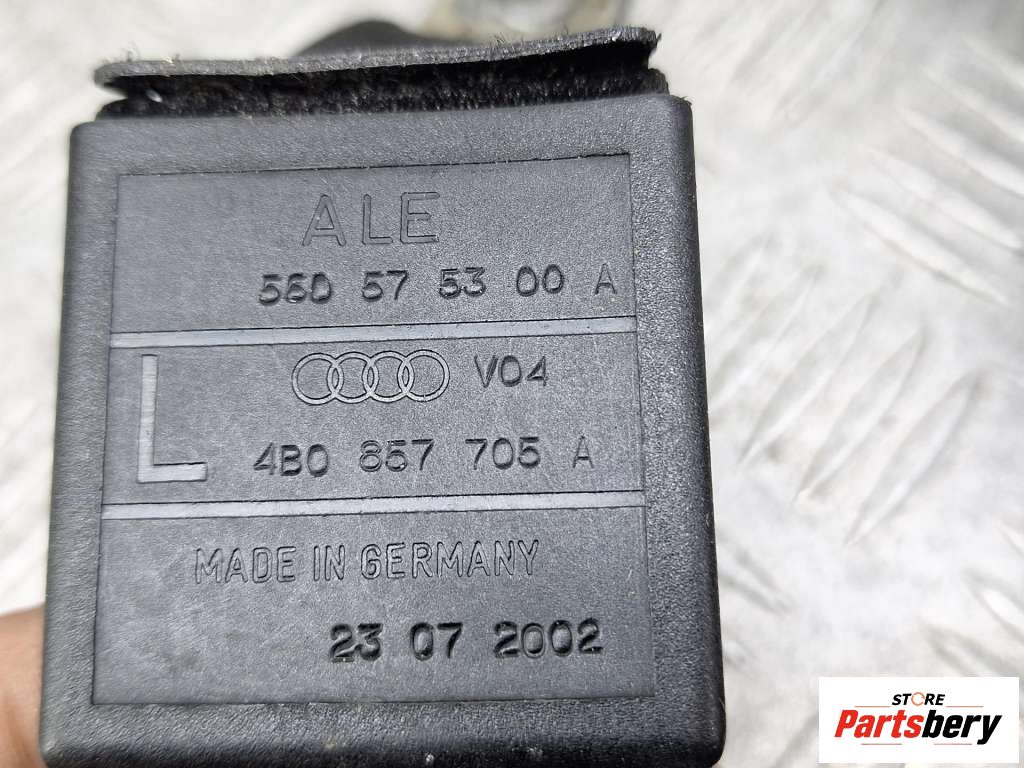 ALE
560 57 53 00 A
L
V04
4B0 857 705 A
MADE IN GERMANY
23 07 2002
STORE
Partsbery